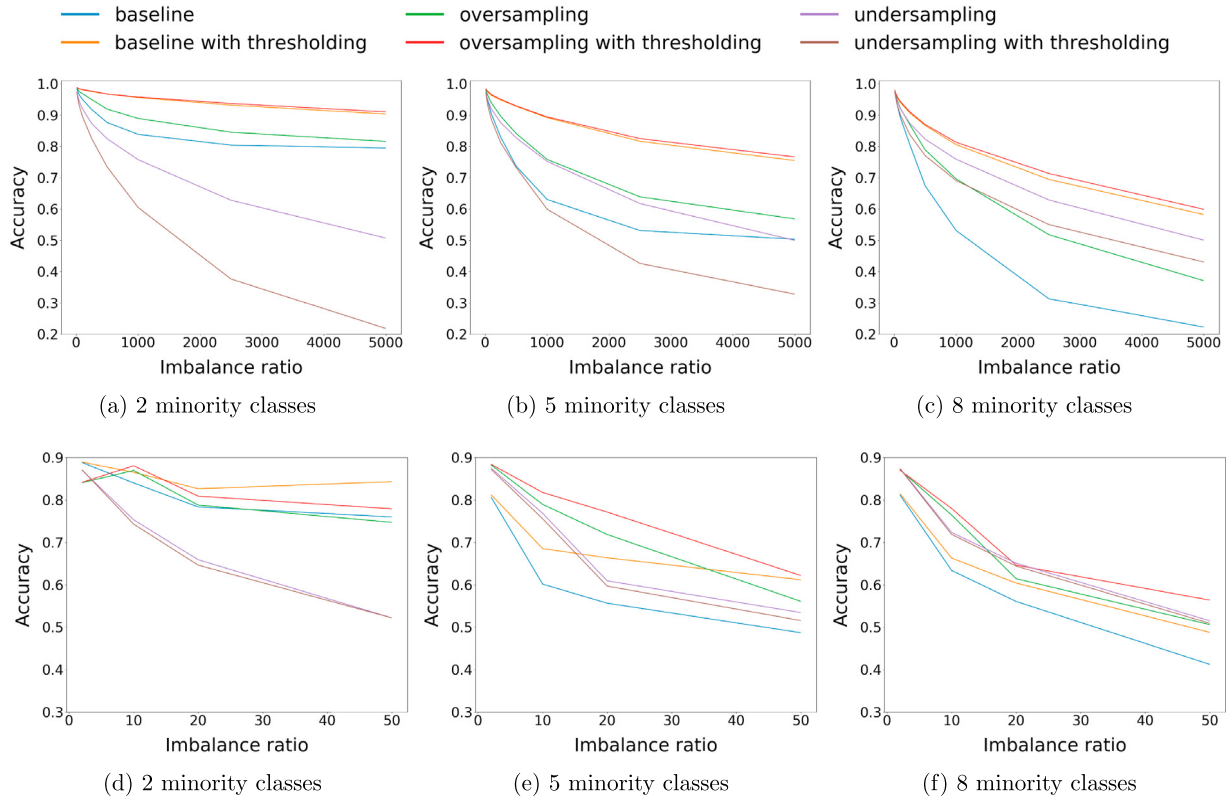 baseline oversampling undersampling
baseline with thresholding oversampling with thresholding undersampling with thresholding
1.0 1.0 1.0
0.9 0.9 0.9
0.8 0.8 0.8
0.7 0.7 0.7
0.6 0.6 0.6
0.5 0.5 0.5
0.4 0.4 0.4
0.3 0.3 0.3
0.2 0.2 0.2
Accuracy Accuracy Accuracy
0 1000 2000 3000 4000 5000 0 1000 2000 3000 4000 5000 0 1000 2000 3000 4000 5000
Imbalance ratio Imbalance ratio Imbalance ratio
(a) 2 minority classes (b) 5 minority classes (c) 8 minority classes
0.9 0.9 0.9
0.8 0.8 0.8
0.7 0.7 0.7
0.6 0.6 0.6
0.5 0.5 0.5
0.4 0.4 0.4
0.3 0.3 0.3
Accuracy Accuracy Accuracy
0 10 20 30 40 50 0 10 20 30 40 50 0 10 20 30 40 50
Imbalance ratio Imbalance ratio Imbalance ratio
(d) 2 minority classes (e) 5 minority classes (f) 8 minority classes